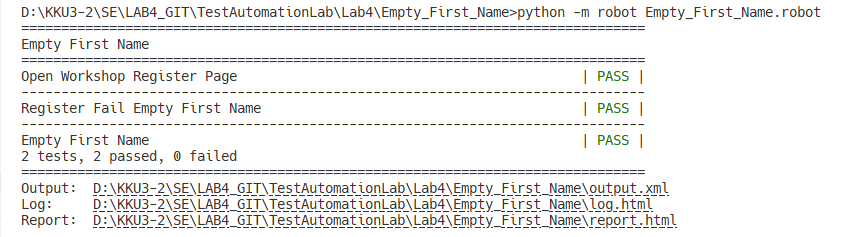 D:\KKU3-2\SE\LAB4_GIT\TestAutomationLab\Lab4\Empty_First_Name>python -m robot Empty_First_Name.robot
==============================================================================
Empty First Name
==============================================================================
Open Workshop Register Page                                           | PASS |
------------------------------------------------------------------------------
Register Fail Empty First Name                                        | PASS |
------------------------------------------------------------------------------
Empty First Name                                                      | PASS |
2 tests, 2 passed, 0 failed
==============================================================================
Output:  D:\KKU3-2\SE\LAB4_GIT\TestAutomationLab\Lab4\Empty_First_Name\output.xml
Log:     D:\KKU3-2\SE\LAB4_GIT\TestAutomationLab\Lab4\Empty_First_Name\log.html
Report:  D:\KKU3-2\SE\LAB4_GIT\TestAutomationLab\Lab4\Empty_First_Name\report.html